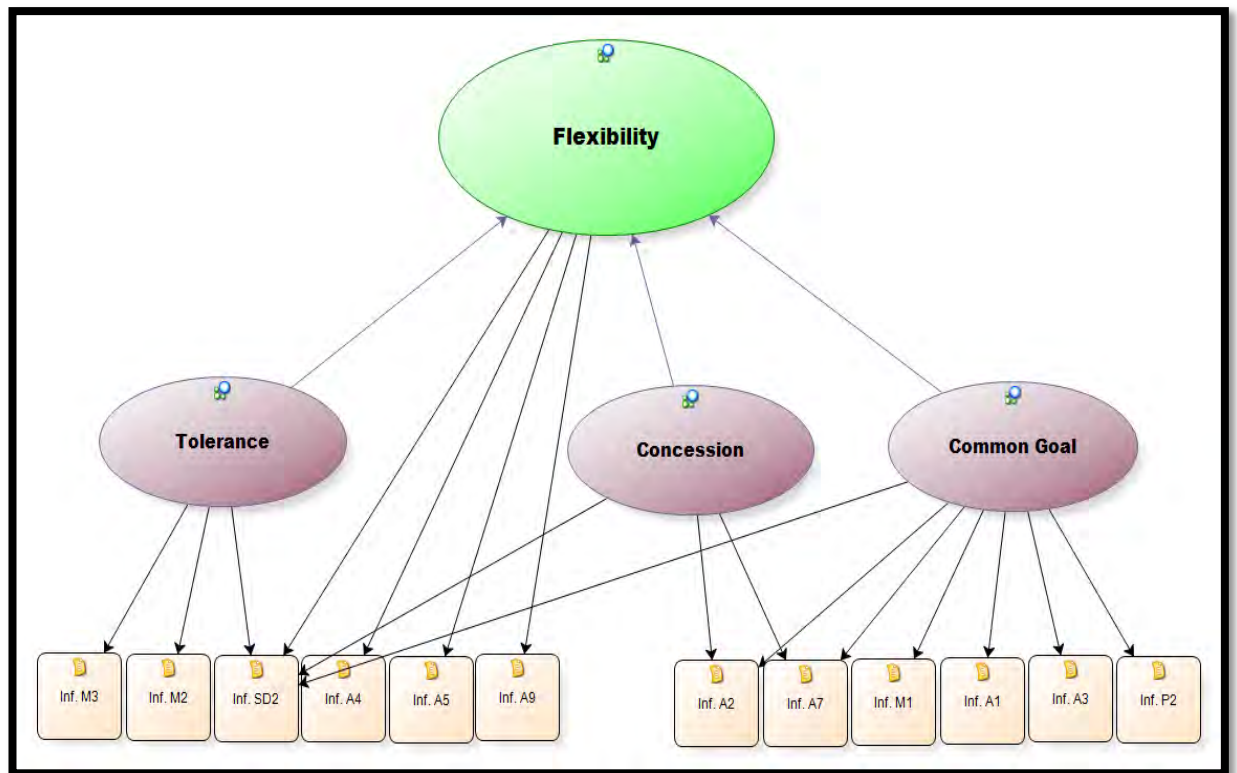 Flexibility
Tolerance
Concession
Common Goal
Inf. M3
Inf. M2
Inf. SD2
Inf. A4
Inf. A5
Inf. A9
Inf. A2
Inf. A7
Inf. M1
Inf. A1
Inf. A3
Inf. P2